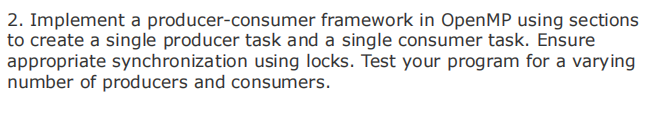 2. Implement a producer-consumer framework in OpenMP using sections
to create a single producer task and a single consumer task. Ensure
appropriate synchronization using locks. Test your program for a varying
number of producers and consumers.